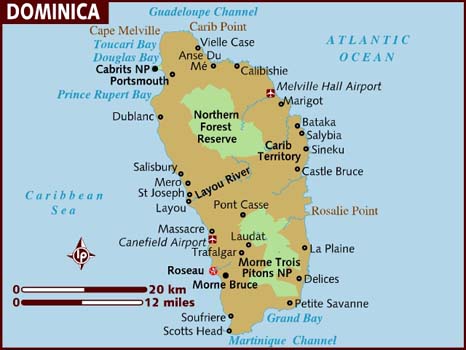 DOMINICA
Guadeloupe Channel
Cape Melville
Carib Point
Toucari Bay
Vielle Case
ATLANTIC
OCEAN
Douglas Bay
Anse Du
Mé
Cabrits NP
Calibishie
Portsmouth
Melville Hall Airport
Prince Rupert Bay
Marigot
Dublanc
Northern
Forest
Reserve
Bataka
Salybia
Carib
Territory
Sineku
Salisbury
Castle Bruce
Mero
Layou River
Caribbean
Sea
St Joseph
Layou
Pont Casse
Rosalie Point
Massacre
Canefield Airport
Laudat
La Plaine
Trafalgar
Morne Trois
Pitons NP
lp
Roseau
Delices
Morne Bruce
0 20 km
0 12 miles
Petite Savanne
Soufriere
Grand Bay
Scotts Head
Martinique Channel